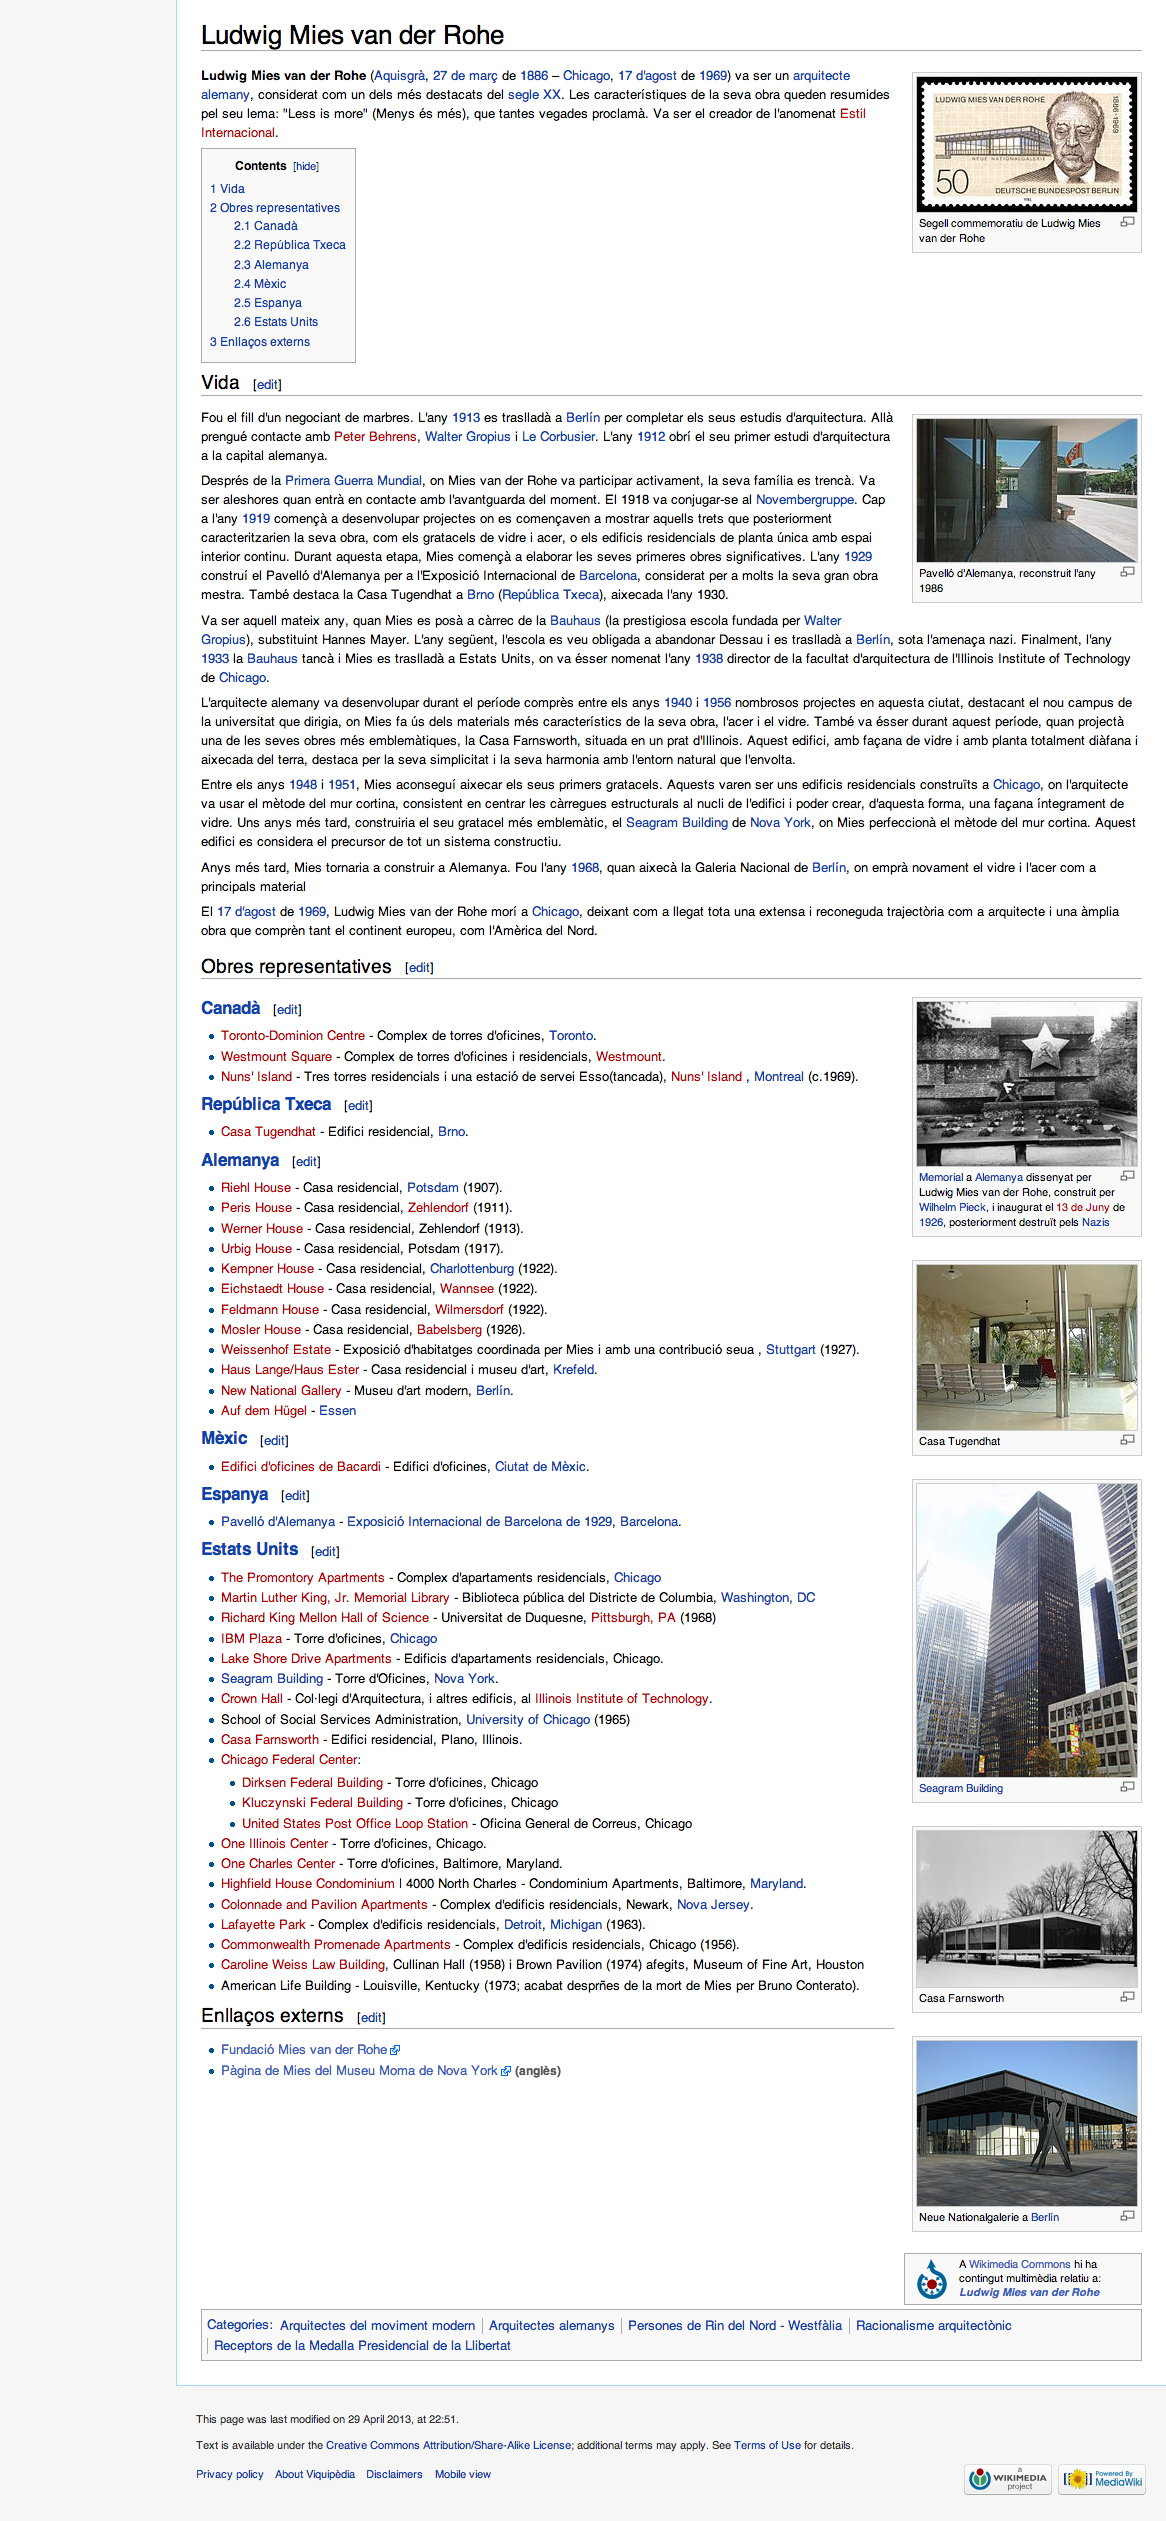 Ludwig Mies van der Rohe
Ludwig Mies van der Rohe (Aquisgrà, 27 de març de 1886 – Chicago, 17 d'agost de 1969) va ser un arquitecte
alemany, considerat com un dels més destacats del segle XX. Les característiques de la seva obra queden resumides
pel seu lema: "Less is more" (Menys és més), que tantes vegades proclamà. Va ser el creador de l'anomenat Estil
Internacional.
LUDWIG MIES VAN DER ROHE
1886-1969
NEUE NATIONALGALERIE
50
DEUTSCHE BUNDESPOST BERLIN
1986
Segell commemoratiu de Ludwig Mies
van der Rohe
Contents [hide]
1 Vida
2 Obres representatives
2.1 Canadà
2.2 República Txeca
2.3 Alemanya
2.4 Mèxic
2.5 Espanya
2.6 Estats Units
3 Enllaços externs
Vida [edit]
Fou el fill d'un negociant de marbres. L'any 1913 es traslladà a Berlín per completar els seus estudis d'arquitectura. Allà
prengué contacte amb Peter Behrens, Walter Gropius i Le Corbusier. L'any 1912 obrí el seu primer estudi d'arquitectura
a la capital alemanya.
Després de la Primera Guerra Mundial, on Mies van der Rohe va participar activament, la seva família es trencà. Va
ser aleshores quan entrà en contacte amb l'avantguarda del moment. El 1918 va conjugar-se al Novembergruppe. Cap
a l'any 1919 començà a desenvolupar projectes on es començaven a mostrar aquells trets que posteriorment
caracteritzarien la seva obra, com els gratacels de vidre i acer, o els edificis residencials de planta única amb espai
interior continu. Durant aquesta etapa, Mies començà a elaborar les seves primeres obres significatives. L'any 1929
construí el Pavelló d'Alemanya per a l'Exposició Internacional de Barcelona, considerat per a molts la seva gran obra
mestra. També destaca la Casa Tugendhat a Brno (República Txeca), aixecada l'any 1930.
Pavelló d'Alemanya, reconstruit l'any
1986
Va ser aquell mateix any, quan Mies es posà a càrrec de la Bauhaus (la prestigiosa escola fundada per Walter
Gropius), substituint Hannes Mayer. L'any següent, l'escola es veu obligada a abandonar Dessau i es traslladà a Berlín, sota l'amenaça nazi. Finalment, l'any
1933 la Bauhaus tancà i Mies es traslladà a Estats Units, on va ésser nomenat l'any 1938 director de la facultat d'arquitectura de l'Illinois Institute of Technology
de Chicago.
L'arquitecte alemany va desenvolupar durant el període comprès entre els anys 1940 i 1956 nombrosos projectes en aquesta ciutat, destacant el nou campus de
la universitat que dirigia, on Mies fa ús dels materials més característics de la seva obra, l'acer i el vidre. També va ésser durant aquest període, quan projectà
una de les seves obres més emblemàtiques, la Casa Farnsworth, situada en un prat d'Illinois. Aquest edifici, amb façana de vidre i amb planta totalment diàfana i
aixecada del terra, destaca per la seva simplicitat i la seva harmonia amb l'entorn natural que l'envolta.
Entre els anys 1948 i 1951, Mies aconseguí aixecar els seus primers gratacels. Aquests varen ser uns edificis residencials construïts a Chicago, on l'arquitecte
va usar el mètode del mur cortina, consistent en centrar les càrregues estructurals al nucli de l'edifici i poder crear, d'aquesta forma, una façana íntegrament de
vidre. Uns anys més tard, construiria el seu gratacel més emblemàtic, el Seagram Building de Nova York, on Mies perfeccionà el mètode del mur cortina. Aquest
edifici es considera el precursor de tot un sistema constructiu.
Anys més tard, Mies tornaria a construir a Alemanya. Fou l'any 1968, quan aixecà la Galeria Nacional de Berlín, on emprà novament el vidre i l'acer com a
principals material
El 17 d'agost de 1969, Ludwig Mies van der Rohe morí a Chicago, deixant com a llegat tota una extensa i reconeguda trajectòria com a arquitecte i una àmplia
obra que comprèn tant el continent europeu, com l'Amèrica del Nord.
Obres representatives [edit]
Canadà [edit]
Toronto-Dominion Centre - Complex de torres d'oficines, Toronto.
Westmount Square - Complex de torres d'oficines i residencials, Westmount.
Nuns' Island - Tres torres residencials i una estació de servei Esso(tancada), Nuns' Island , Montreal (c.1969).
República Txeca [edit]
Casa Tugendhat - Edifici residencial, Brno.
Alemanya [edit]
Riehl House - Casa residencial, Potsdam (1907).
Peris House - Casa residencial, Zehlendorf (1911).
Werner House - Casa residencial, Zehlendorf (1913).
Urbig House - Casa residencial, Potsdam (1917).
Kempner House - Casa residencial, Charlottenburg (1922).
Eichstaedt House - Casa residencial, Wannsee (1922).
Feldmann House - Casa residencial, Wilmersdorf (1922).
Mosler House - Casa residencial, Babelsberg (1926).
Weissenhof Estate - Exposició d'habitatges coordinada per Mies i amb una contribució seua , Stuttgart (1927).
Haus Lange/Haus Ester - Casa residencial i museu d'art, Krefeld.
New National Gallery - Museu d'art modern, Berlín.
Auf dem Hügel - Essen
Mèxic [edit]
Edifici d'oficines de Bacardi - Edifici d'oficines, Ciutat de Mèxic.
Espanya [edit]
Pavelló d'Alemanya - Exposició Internacional de Barcelona de 1929, Barcelona.
Estats Units [edit]
The Promontory Apartments - Complex d'apartaments residencials, Chicago
Martin Luther King, Jr. Memorial Library - Biblioteca pública del Districte de Columbia, Washington, DC
Richard King Mellon Hall of Science - Universitat de Duquesne, Pittsburgh, PA (1968)
IBM Plaza - Torre d'oficines, Chicago
Lake Shore Drive Apartments - Edificis d'apartaments residencials, Chicago.
Seagram Building - Torre d'Oficines, Nova York.
Crown Hall - Col·legi d'Arquitectura, i altres edificis, al Illinois Institute of Technology.
School of Social Services Administration, University of Chicago (1965)
Casa Farnsworth - Edifici residencial, Plano, Illinois.
Chicago Federal Center:
Dirksen Federal Building - Torre d'oficines, Chicago
Kluczynski Federal Building - Torre d'oficines, Chicago
United States Post Office Loop Station - Oficina General de Correus, Chicago
One Illinois Center - Torre d'oficines, Chicago.
One Charles Center - Torre d'oficines, Baltimore, Maryland.
Highfield House Condominium | 4000 North Charles - Condominium Apartments, Baltimore, Maryland.
Colonnade and Pavilion Apartments - Complex d'edificis residencials, Newark, Nova Jersey.
Lafayette Park - Complex d'edificis residencials, Detroit, Michigan (1963).
Commonwealth Promenade Apartments - Complex d'edificis residencials, Chicago (1956).
Caroline Weiss Law Building, Cullinan Hall (1958) i Brown Pavilion (1974) afegits, Museum of Fine Art, Houston
American Life Building - Louisville, Kentucky (1973; acabat desprñes de la mort de Mies per Bruno Conterato).
Memorial a Alemanya dissenyat per
Ludwig Mies van der Rohe, construit per
Wilhelm Pieck, i inaugurat el 13 de Juny de
1926, posteriorment destruït pels Nazis
Casa Tugendhat
Seagram Building
Casa Farnsworth
Neue Nationalgalerie a Berlín
Enllaços externs [edit]
Fundació Mies van der Rohe
Pàgina de Mies del Museu Moma de Nova York (anglès)
A Wikimedia Commons hi ha
contingut multimèdia relatiu a:
Ludwig Mies van der Rohe
Categories: Arquitectes del moviment modern | Arquitectes alemanys | Persones de Rin del Nord - Westfàlia | Racionalisme arquitectònic
| Receptors de la Medalla Presidencial de la Llibertat
This page was last modified on 29 April 2013, at 22:51.
Text is available under the Creative Commons Attribution/Share-Alike License; additional terms may apply. See Terms of Use for details.
Privacy policy About Viquipèdia Disclaimers Mobile view
a WIKIMEDIA project
Powered By MediaWiki